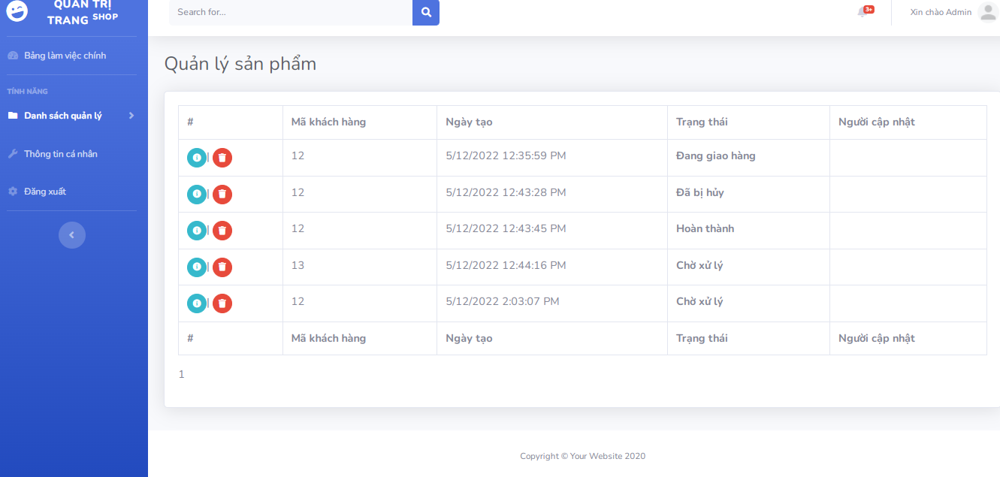 QUẢN TRỊ
TRANG SHOP
Search for...
3+
Xin chào Admin
Bảng làm việc chính
TÍNH NĂNG
Danh sách quản lý
Thông tin cá nhân
Đăng xuất
Quản lý sản phẩm
# Mã khách hàng Ngày tạo Trạng thái Người cập nhật
| 12 5/12/2022 12:35:59 PM Đang giao hàng
| 12 5/12/2022 12:43:28 PM Đã bị hủy
| 12 5/12/2022 12:43:45 PM Hoàn thành
| 13 5/12/2022 12:44:16 PM Chờ xử lý
| 12 5/12/2022 2:03:07 PM Chờ xử lý
# Mã khách hàng Ngày tạo Trạng thái Người cập nhật
1
Copyright © Your Website 2020